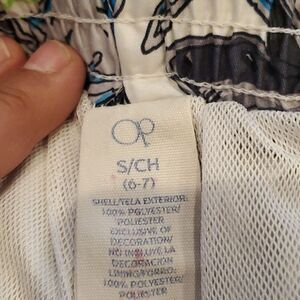 Op
S/CH
(6-7)
SHELL/TELA EXTERIOR:
100% POLYESTER/
POLIESTER
EXCLUSIVE OF
DECORATION/
NO INCLUYE LA
DECORACION
LINING/FORRO:
100% POLYESTER/
POLIESTER